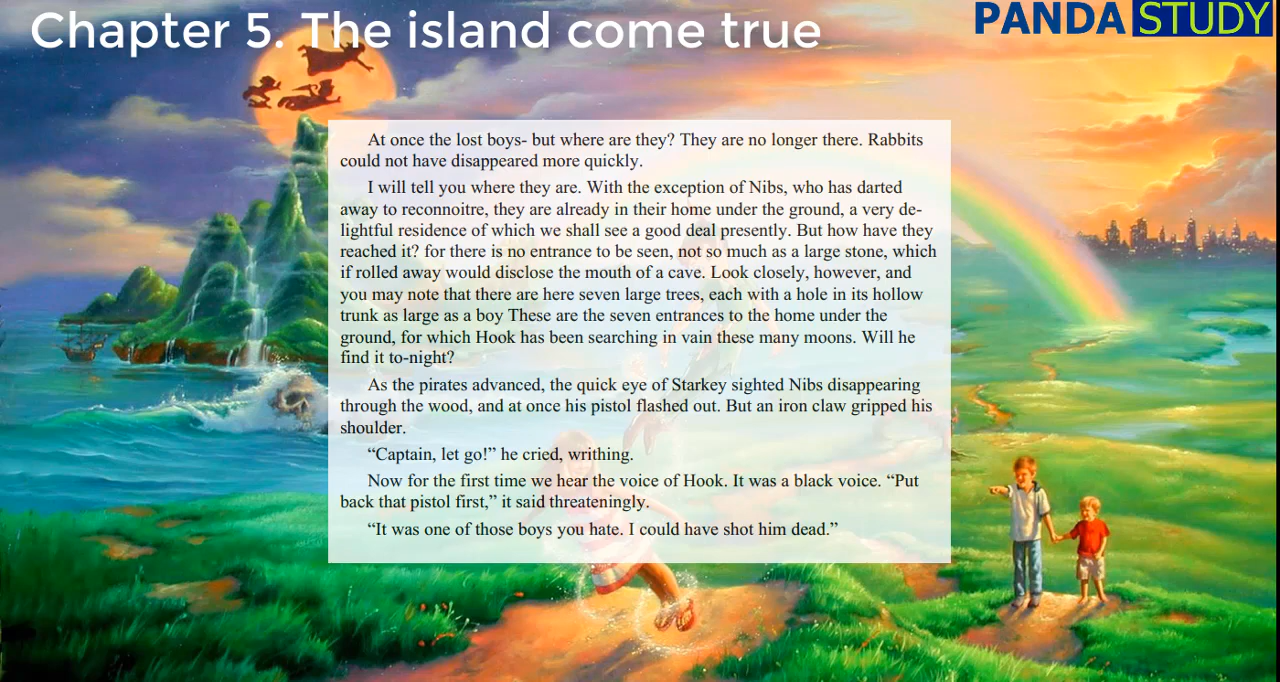 Chapter 5. The island come true
PANDA STUDY
At once the lost boys- but where are they? They are no longer there. Rabbits
could not have disappeared more quickly.
I will tell you where they are. With the exception of Nibs, who has darted
away to reconnoitre, they are already in their home under the ground, a very de-
lightful residence of which we shall see a good deal presently. But how have they
reached it? for there is no entrance to be seen, not so much as a large stone, which
if rolled away would disclose the mouth of a cave. Look closely, however, and
you may note that there are here seven large trees, each with a hole in its hollow
trunk as large as a boy These are the seven entrances to the home under the
ground, for which Hook has been searching in vain these many moons. Will he
find it to-night?
As the pirates advanced, the quick eye of Starkey sighted Nibs disappearing
through the wood, and at once his pistol flashed out. But an iron claw gripped his
shoulder.
“Captain, let go!” he cried, writhing.
Now for the first time we hear the voice of Hook. It was a black voice. “Put
back that pistol first,” it said threateningly.
“It was one of those boys you hate. I could have shot him dead.”